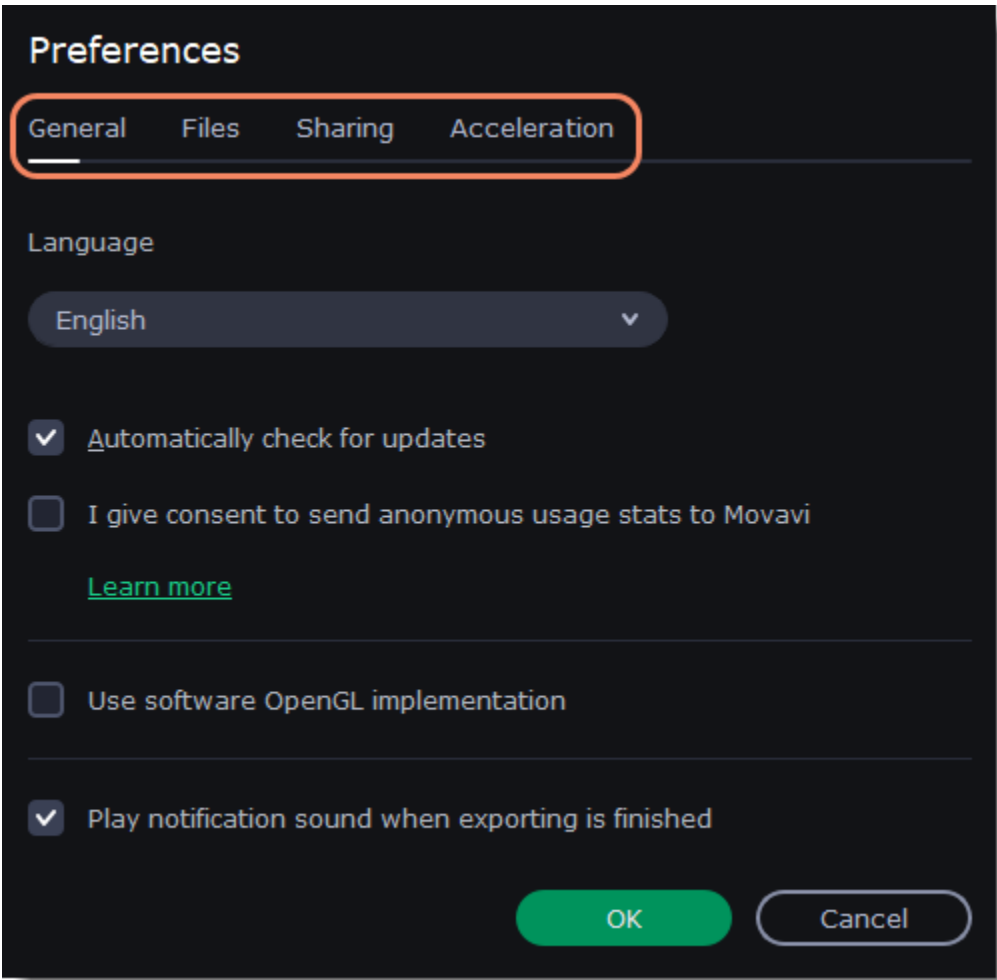 Preferences
General Files Sharing Acceleration
Language
English
Automatically check for updates
I give consent to send anonymous usage stats to Movavi
Learn more
Use software OpenGL implementation
Play notification sound when exporting is finished
OK Cancel